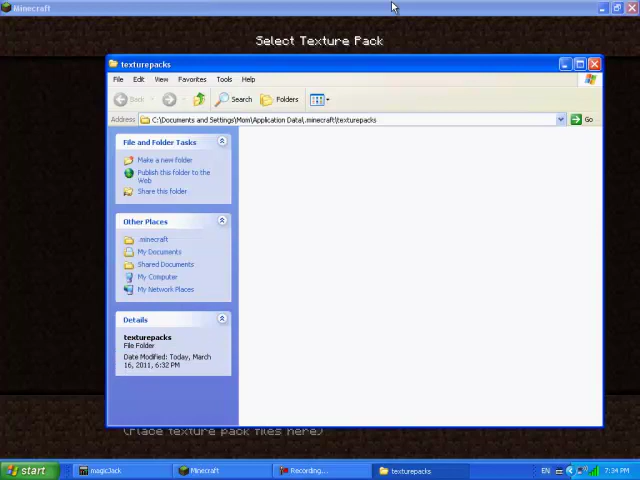 Minecraft
Select Texture Pack
texturepacks
File Edit View Favorites Tools Help
Back Search Folders
Address C:\Documents and Settings\Mom\Application Data\.minecraft\texturepacks Go
File and Folder Tasks
Make a new folder
Publish this folder to the
Web
Share this folder
Other Places
.minecraft
My Documents
Shared Documents
My Computer
My Network Places
Details
texturepacks
File Folder
Date Modified: Today, March
16, 2011, 6:32 PM
(Place texture pack files here)
start magicJack Minecraft Recording... texturepacks EN 7:34 PM